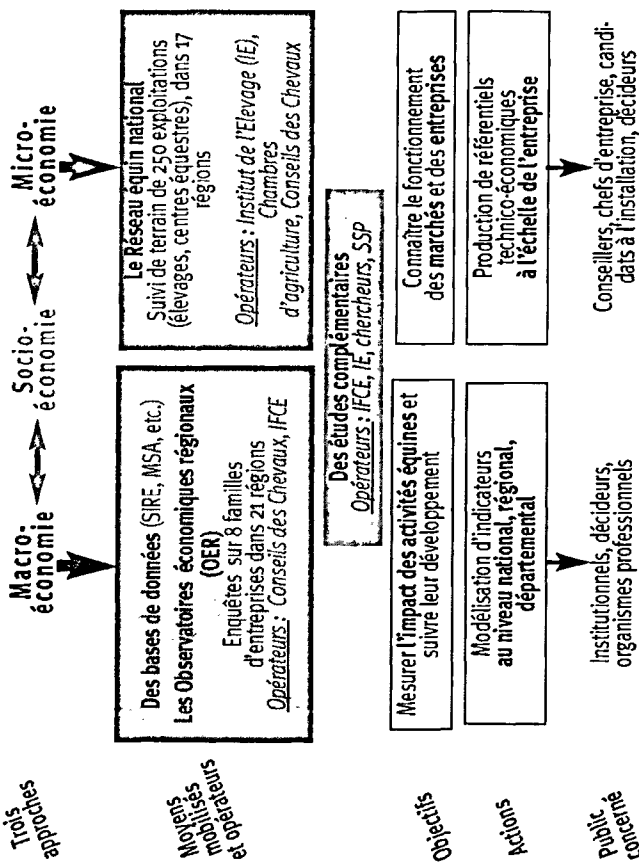 Trois
approches
Macro-
économie
Socio-
économie
Micro-
économie
Moyens
mobilisés
et opérateurs
Des bases de données (SIRE, MSA, etc.)
Les Observatoires économiques régionaux
(OER)
Enquêtes sur 8 familles
d'entreprises dans 21 régions
Opérateurs : Conseils des Chevaux, IFCE
Le Réseau équin national
Suivi de terrain de 250 exploitations
(élevages, centres équestres), dans 17
régions
Opérateurs : Institut de l'Elevage (IE),
Chambres
d'agriculture, Conseils des Chevaux
Des études complémentaires
Opérateurs : IFCE, IE, chercheurs, SSP
Objectifs
Mesurer l'impact des activités équines et
suivre leur développement
Connaître le fonctionnement
des marchés et des entreprises
Actions
Modélisation d'indicateurs
au niveau national, régional,
départemental
Production de référentiels
technico-économiques
à l'échelle de l'entreprise
Public
concerné
Institutionnels, décideurs,
organismes professionnels
Conseillers, chefs d'entreprise, candi-
dats à l'installation, décideurs